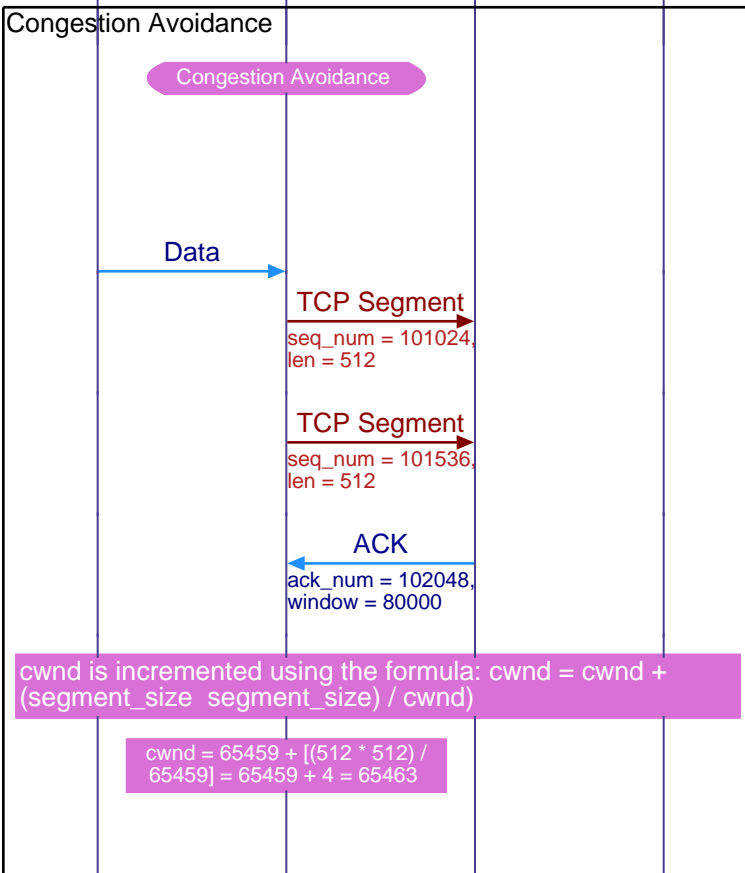 Congestion Avoidance
Congestion Avoidance
Data
TCP Segment
seq_num = 101024,
len = 512
TCP Segment
seq_num = 101536,
len = 512
ACK
ack_num = 102048,
window = 80000
cwnd is incremented using the formula: cwnd = cwnd +
(segment_size  segment_size) / cwnd)
cwnd = 65459 + [(512 * 512) /
65459] = 65459 + 4 = 65463